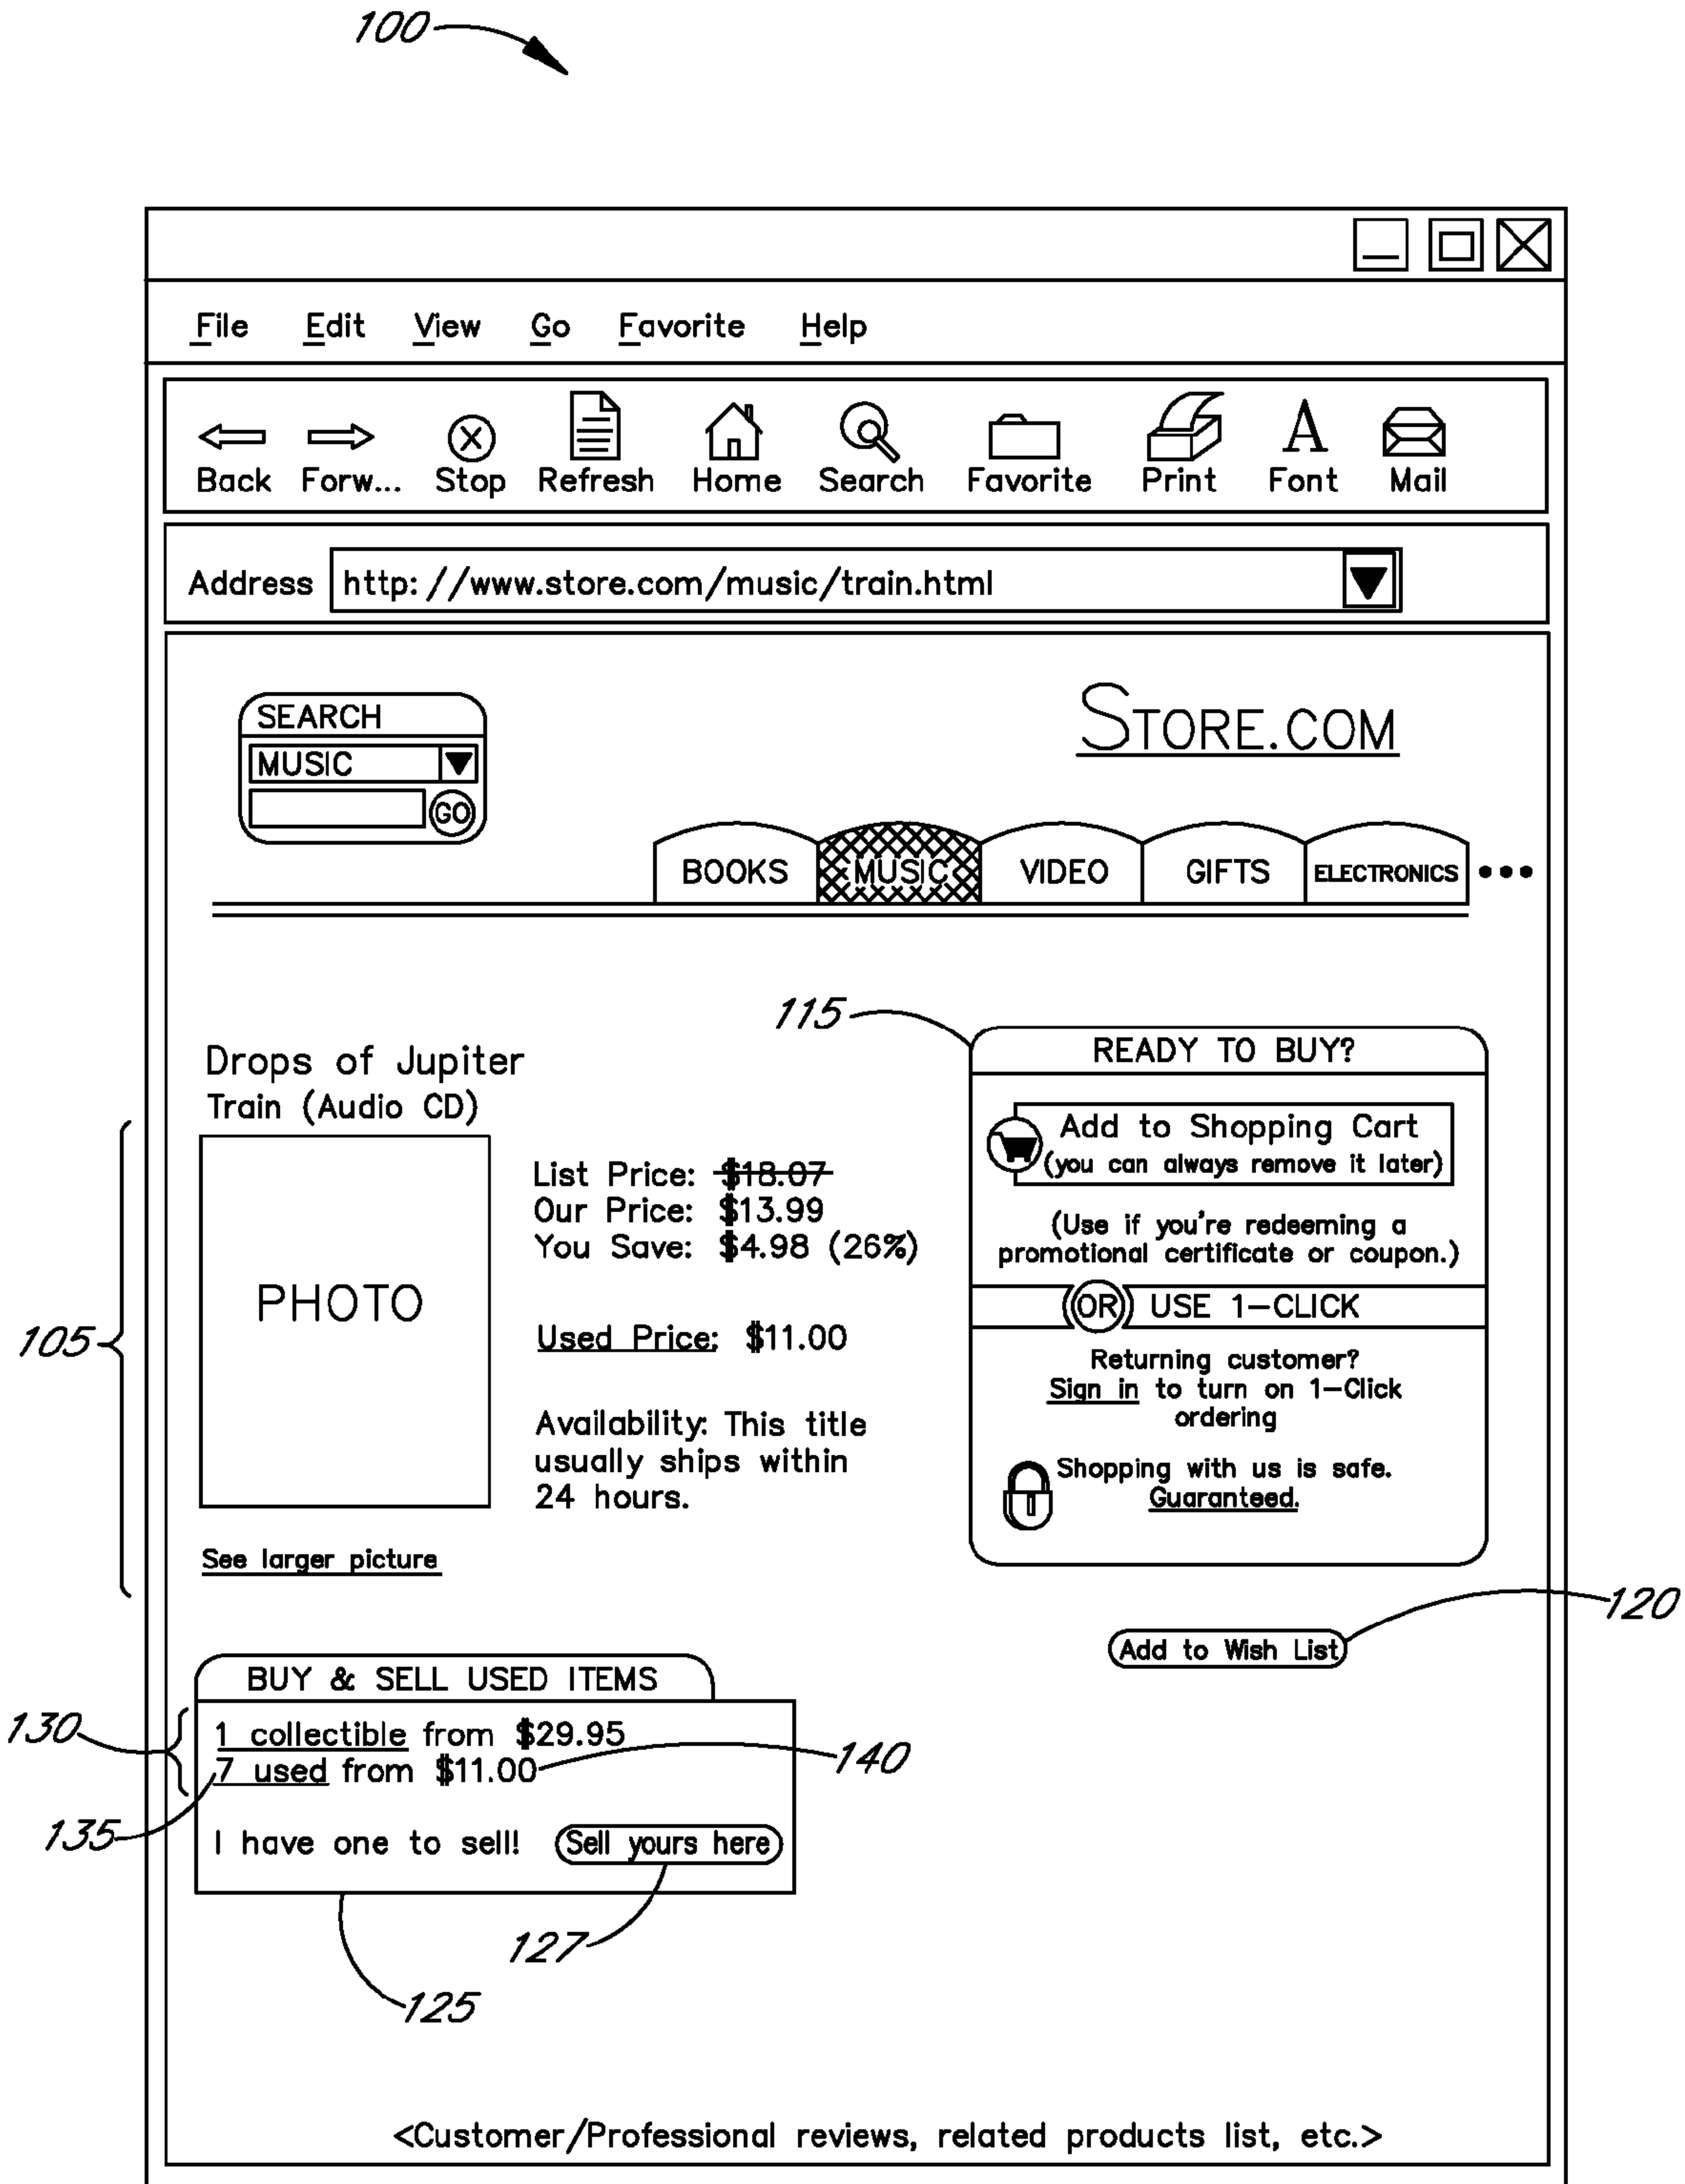 100
File Edit View Go Favorite Help
Back Forw... Stop Refresh Home Search Favorite Print Font Mail
Address http: //www.store.com/music/train.html
SEARCH
MUSIC
GO
STORE.COM
BOOKS MUSIC VIDEO GIFTS ELECTRONICS •••
115
Drops of Jupiter
Train (Audio CD)
PHOTO
See larger picture
105
List Price: $18.07
Our Price: $13.99
You Save: $4.98 (26%)
Used Price: $11.00
Availability: This title
usually ships within
24 hours.
READY TO BUY?
Add to Shopping Cart
(you can always remove it later)
(Use if you're redeeming a
promotional certificate or coupon.)
OR USE 1-CLICK
Returning customer?
Sign in to turn on 1-Click
ordering
Shopping with us is safe.
Guaranteed.
120
Add to Wish List
BUY & SELL USED ITEMS
130
1 collectible from $29.95
7 used from $11.00
140
135
I have one to sell! Sell yours here
127
125
<Customer/Professional reviews, related products list, etc.>